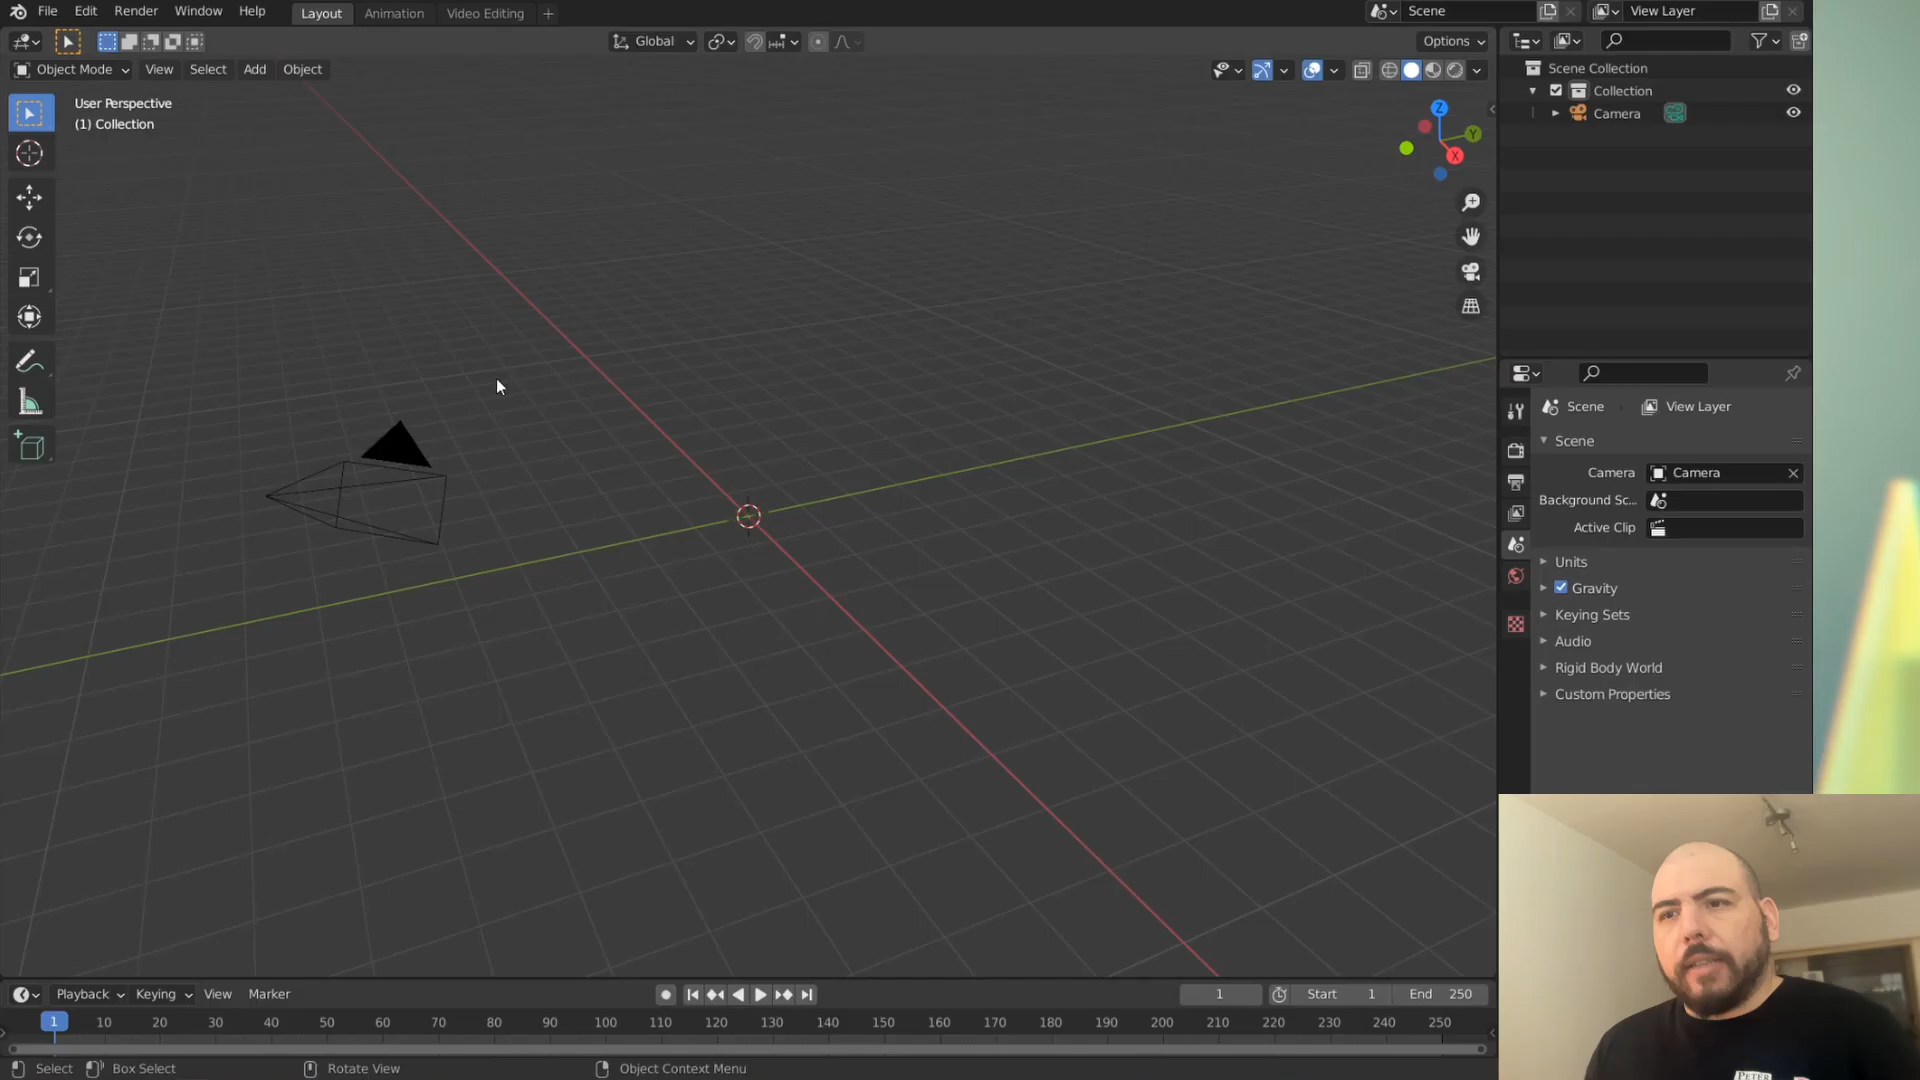 File Edit Render Window Help Layout Animation Video Editing + Scene View Layer
Global Options
Object Mode View Select Add Object
User Perspective
(1) Collection
Z
Y
X
Scene Collection
Collection
Camera
Scene View Layer
Scene
Camera Camera
Background Sc...
Active Clip
Units
Gravity
Keying Sets
Audio
Rigid Body World
Custom Properties
Playback Keying View Marker 1 Start 1 End 250
1 10 20 30 40 50 60 70 80 90 100 110 120 130 140 150 160 170 180 190 200 210 220 230 240 250
Select Box Select Rotate View Object Context Menu
PETER